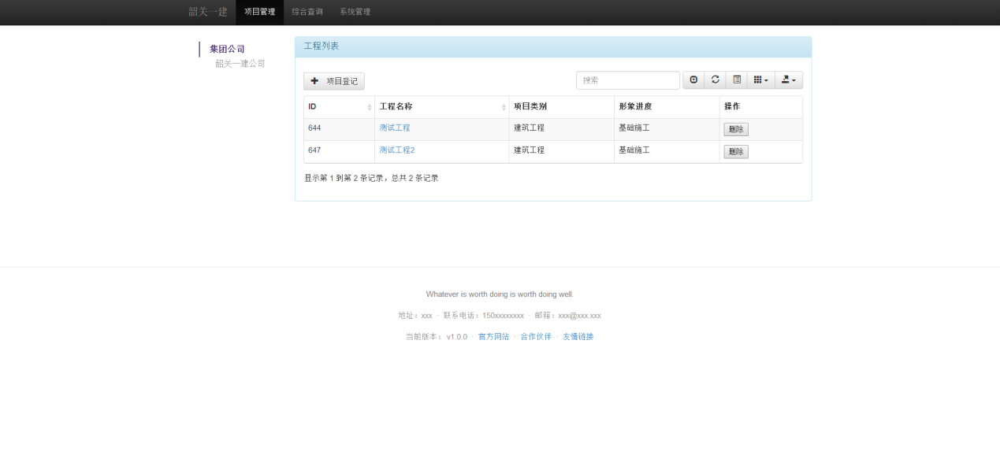 韶关一建 项目管理 综合查询 系统管理
集团公司
韶关一建公司
工程列表
项目登记 搜索
ID 工程名称 项目类别 形象进度 操作
644 测试工程 建筑工程 基础施工 删除
647 测试工程2 建筑工程 基础施工 删除
显示第 1 到第 2 条记录，总共 2 条记录
Whatever is worth doing is worth doing well.
地址：xxx · 联系电话：150xxxxxxxx · 邮箱：xxx@xxx.xxx
当前版本： v1.0.0 · 官方网站 · 合作伙伴 · 友情链接